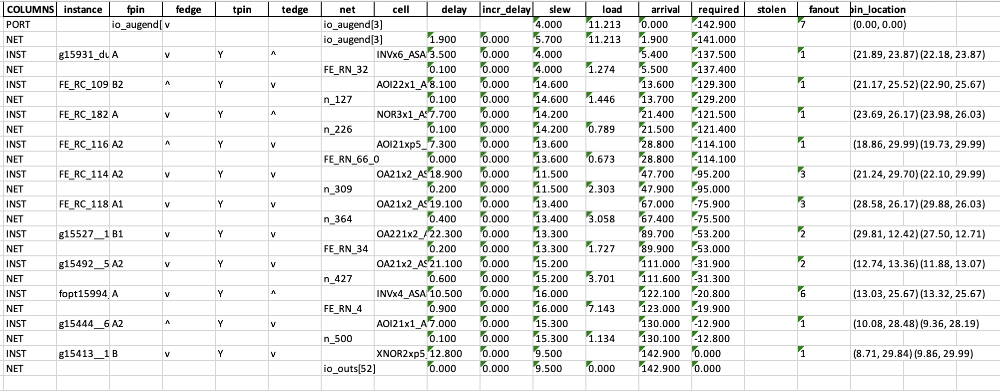 COLUMNS instance fpin fedge tpin tedge net cell delay incr_delay slew load arrival required stolen fanout pin_location
PORT io_augend[ v io_augend[3] 4.000 11.213 0.000 -142.900 7 (0.00, 0.00)
NET io_augend[3] 1.900 0.000 5.700 11.213 1.900 -141.000
INST g15931_du A v Y ^ INVx6_ASA 3.500 0.000 4.000 5.400 -137.500 1 (21.89, 23.87) (22.18, 23.87)
NET FE_RN_32 0.100 0.000 4.000 1.274 5.500 -137.400
INST FE_RC_109 B2 ^ Y v AOI22x1_A 8.100 0.000 14.600 13.600 -129.300 1 (21.17, 25.52) (22.90, 25.67)
NET n_127 0.100 0.000 14.600 1.446 13.700 -129.200
INST FE_RC_182 A v Y ^ NOR3x1_AS 7.700 0.000 14.200 21.400 -121.500 1 (23.69, 26.17) (23.98, 26.03)
NET n_226 0.100 0.000 14.200 0.789 21.500 -121.400
INST FE_RC_116 A2 ^ Y v AOI21xp5_ 7.300 0.000 13.600 28.800 -114.100 1 (18.86, 29.99) (19.73, 29.99)
NET FE_RN_66_0 0.000 0.000 13.600 0.673 28.800 -114.100
INST FE_RC_114 A2 v Y v OA21x2_AS 18.900 0.000 11.500 47.700 -95.200 3 (21.24, 29.70) (22.10, 29.99)
NET n_309 0.200 0.000 11.500 2.303 47.900 -95.000
INST FE_RC_118 A1 v Y v OA21x2_AS 19.100 0.000 13.400 67.000 -75.900 3 (28.58, 26.17) (29.88, 26.03)
NET n_364 0.400 0.000 13.400 3.058 67.400 -75.500
INST g15527__1 B1 v Y v OA221x2_A 22.300 0.000 13.300 89.700 -53.200 2 (29.81, 12.42) (27.50, 12.71)
NET FE_RN_34 0.200 0.000 13.300 1.727 89.900 -53.000
INST g15492__5 A2 v Y v OA21x2_AS 21.100 0.000 15.200 111.000 -31.900 2 (12.74, 13.36) (11.88, 13.07)
NET n_427 0.600 0.000 15.200 3.701 111.600 -31.300
INST fopt15994_ A v Y ^ INVx4_ASA 10.500 0.000 16.000 122.100 -20.800 6 (13.03, 25.67) (13.32, 25.67)
NET FE_RN_4 0.900 0.000 16.000 7.143 123.000 -19.900
INST g15444__6 A2 ^ Y v AOI21x1_A 7.000 0.000 15.300 130.000 -12.900 1 (10.08, 28.48) (9.36, 28.19)
NET n_500 0.100 0.000 15.300 1.134 130.100 -12.800
INST g15413__1 B v Y v XNOR2xp5_ 12.800 0.000 9.500 142.900 0.000 1 (8.71, 29.84) (9.86, 29.99)
NET io_outs[52] 0.000 0.000 9.500 0.000 142.900 0.000